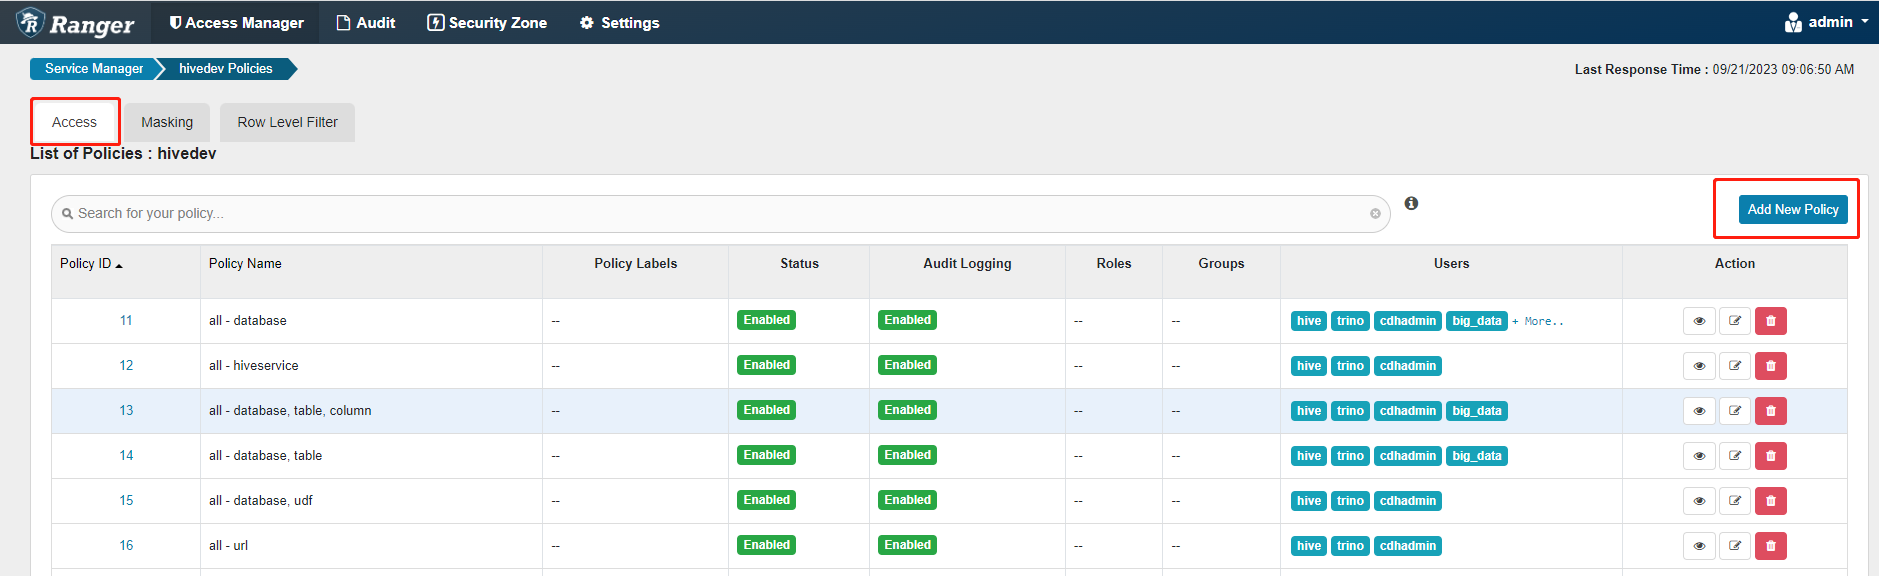 Ranger Access Manager Audit Security Zone Settings admin
Service Manager hivedev Policies Last Response Time : 09/21/2023 09:06:50 AM
Access Masking Row Level Filter
List of Policies : hivedev
Search for your policy... Add New Policy
Policy ID Policy Name Policy Labels Status Audit Logging Roles Groups Users Action
11 all - database -- Enabled Enabled -- -- hive trino cdhadmin big_data + More..
12 all - hiveservice -- Enabled Enabled -- -- hive trino cdhadmin
13 all - database, table, column -- Enabled Enabled -- -- hive trino cdhadmin big_data
14 all - database, table -- Enabled Enabled -- -- hive trino cdhadmin big_data
15 all - database, udf -- Enabled Enabled -- -- hive trino cdhadmin
16 all - url -- Enabled Enabled -- -- hive trino cdhadmin